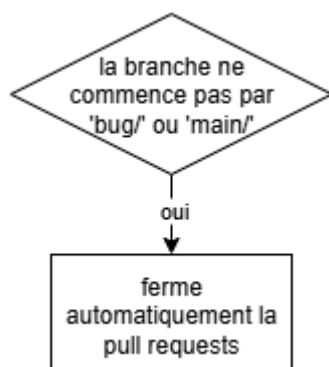 la branche ne
commence pas par
'bug/' ou 'main/'
oui
ferme
automatiquement la
pull requests